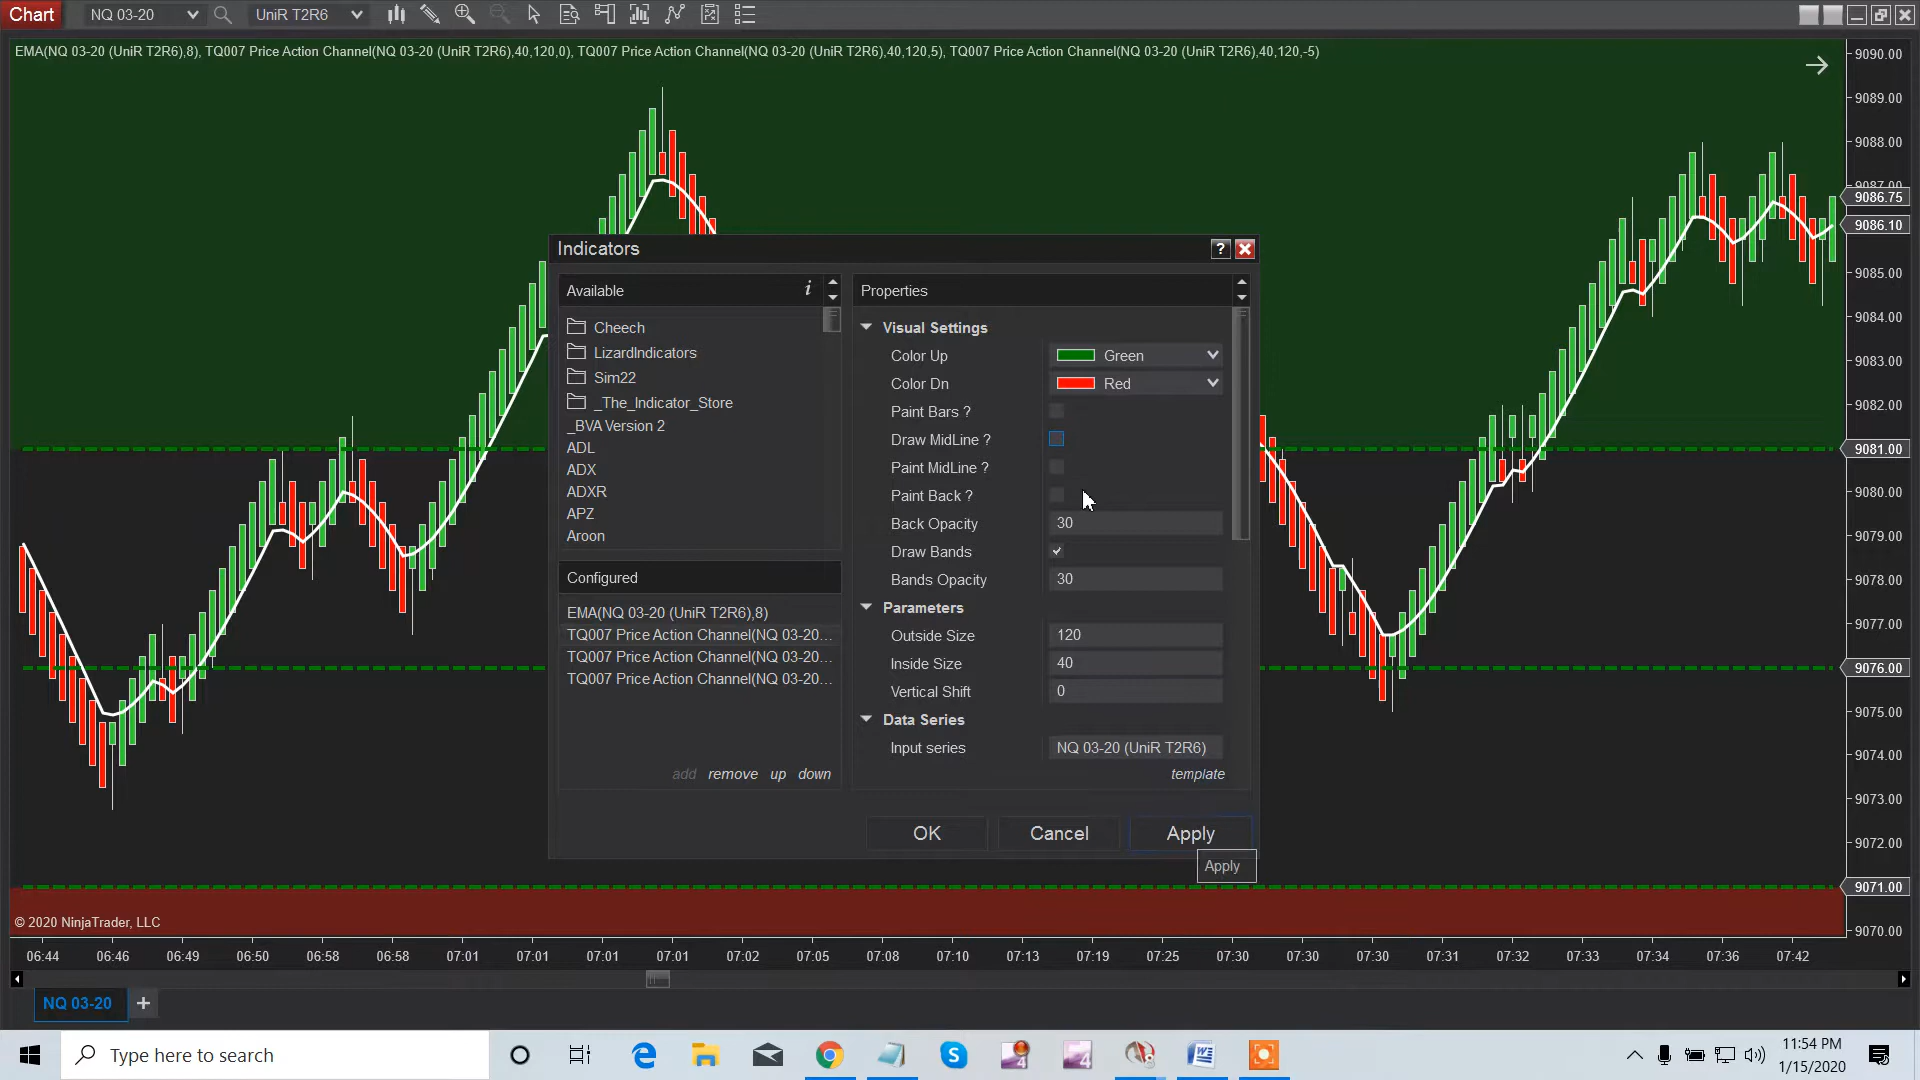 Chart NQ 03-20 UniR T2R6
EMA(NQ 03-20 (UniR T2R6),8), TQ007 Price Action Channel(NQ 03-20 (UniR T2R6),40,120,0), TQ007 Price Action Channel(NQ 03-20 (UniR T2R6),40,120,5), TQ007 Price Action Channel(NQ 03-20 (UniR T2R6),40,120,-5)
9090.00
9089.00
9088.00
9087.00
9086.75
9086.10
9085.00
9084.00
9083.00
9082.00
9081.00
9080.00
9079.00
9078.00
9077.00
9076.00
9075.00
9074.00
9073.00
9072.00
9071.00
9070.00
Indicators
?
Available i
Cheech
LizardIndicators
Sim22
_The_Indicator_Store
_BVA Version 2
ADL
ADX
ADXR
APZ
Aroon
Configured
EMA(NQ 03-20 (UniR T2R6),8)
TQ007 Price Action Channel(NQ 03-20...
TQ007 Price Action Channel(NQ 03-20...
TQ007 Price Action Channel(NQ 03-20...
add remove up down
Properties
Visual Settings
Color Up Green
Color Dn Red
Paint Bars ?
Draw MidLine ?
Paint MidLine ?
Paint Back ?
Back Opacity 30
Draw Bands
Bands Opacity 30
Parameters
Outside Size 120
Inside Size 40
Vertical Shift 0
Data Series
Input series NQ 03-20 (UniR T2R6)
template
OK Cancel Apply
Apply
© 2020 NinjaTrader, LLC
06:44 06:46 06:49 06:50 06:58 06:58 07:01 07:01 07:01 07:01 07:02 07:05 07:08 07:10 07:13 07:19 07:25 07:30 07:30 07:30 07:31 07:32 07:33 07:34 07:36 07:42
NQ 03-20 +
Type here to search
11:54 PM
1/15/2020